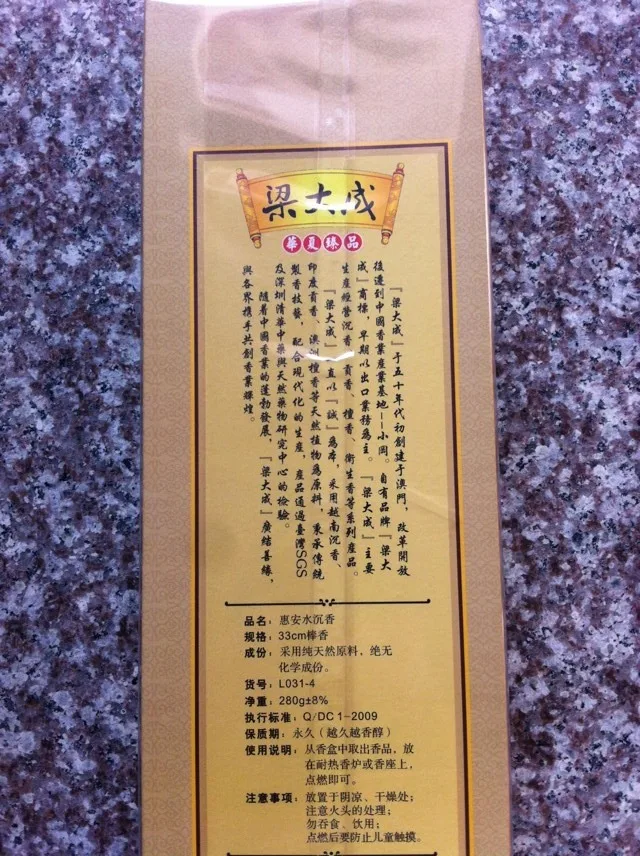 梁大成
華夏臻品
『梁大成』于五十年代初創建于澳門，改革開放
後遷到中國香業產業基地——小岡。自有品牌『梁大
成』商標，早期以出口業務為主。『梁大成』主要
生產經營沉香、貢香、檀香、衛生香等系列產品。
『梁大成』一直以『誠』為本，采用越南沉香、
印度貢香、澳洲檀香等天然植物為原料，秉承傳統
製香技藝，配合現代化的生產，產品通過臺灣SGS
及深圳清華中藥與天然藥物研究中心的檢驗。
隨着中國香業的蓬勃發展，『梁大成』廣結善緣，
與各界携手共創香業輝煌。
品名：惠安水沉香
规格：33cm棒香
成份：采用纯天然原料，绝无
化学成份。
货号：L031-4
净重：280g±8%
执行标准：Q/DC 1-2009
保质期：永久（越久越香醇）
使用说明：从香盒中取出香品，放
在耐热香炉或香座上，
点燃即可。
注意事项：放置于阴凉、干燥处；
注意火头的处理；
勿吞食、饮用；
点燃后要防止儿童触摸。